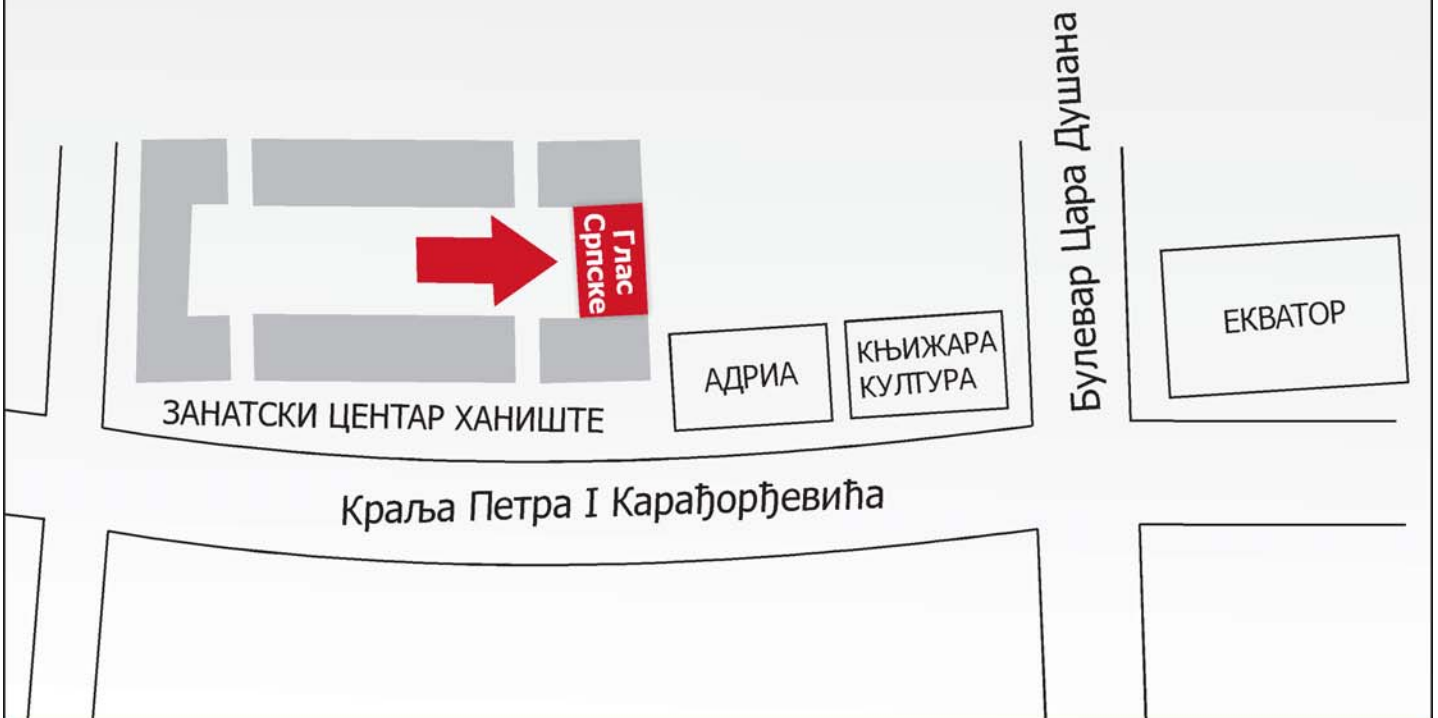 Булевар Цара Душана
Глас
Српске
ЕКВАТОР
АДРИА
КЊИЖАРА
КУЛТУРА
ЗАНАТСКИ ЦЕНТАР ХАНИШТЕ
Краља Петра I Карађорђевића